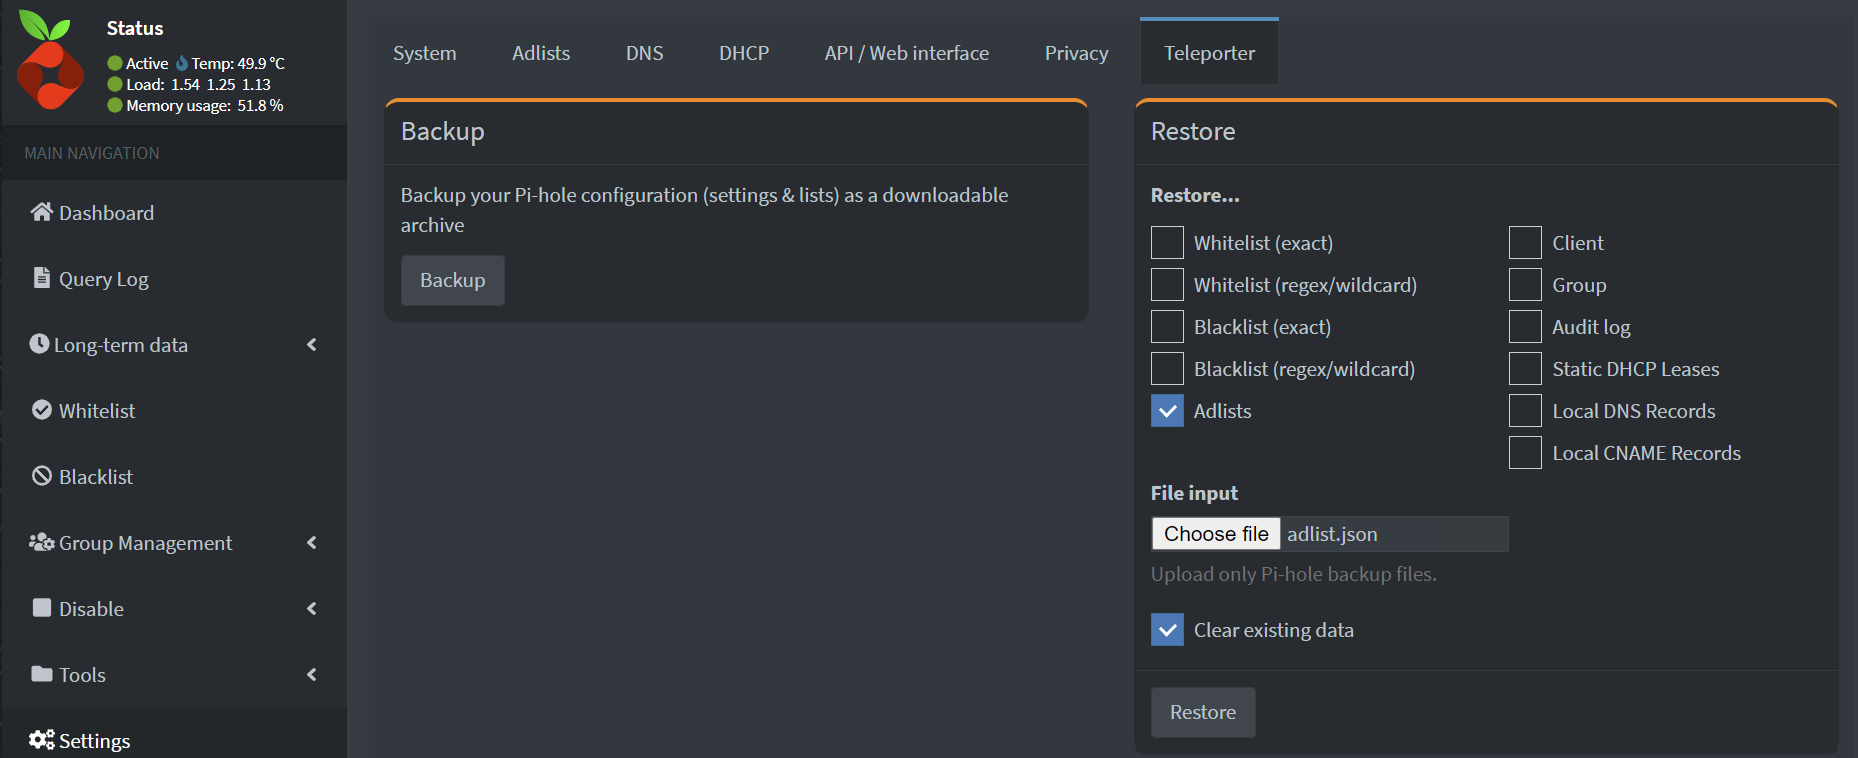 Status
Active Temp: 49.9 °C
Load: 1.54 1.25 1.13
Memory usage: 51.8 %
MAIN NAVIGATION
Dashboard
Query Log
Long-term data
Whitelist
Blacklist
Group Management
Disable
Tools
Settings
System Adlists DNS DHCP API / Web interface Privacy Teleporter
Backup
Backup your Pi-hole configuration (settings & lists) as a downloadable
archive
Backup
Restore
Restore...
Whitelist (exact)
Whitelist (regex/wildcard)
Blacklist (exact)
Blacklist (regex/wildcard)
Adlists
Client
Group
Audit log
Static DHCP Leases
Local DNS Records
Local CNAME Records
File input
Choose file adlist.json
Upload only Pi-hole backup files.
Clear existing data
Restore